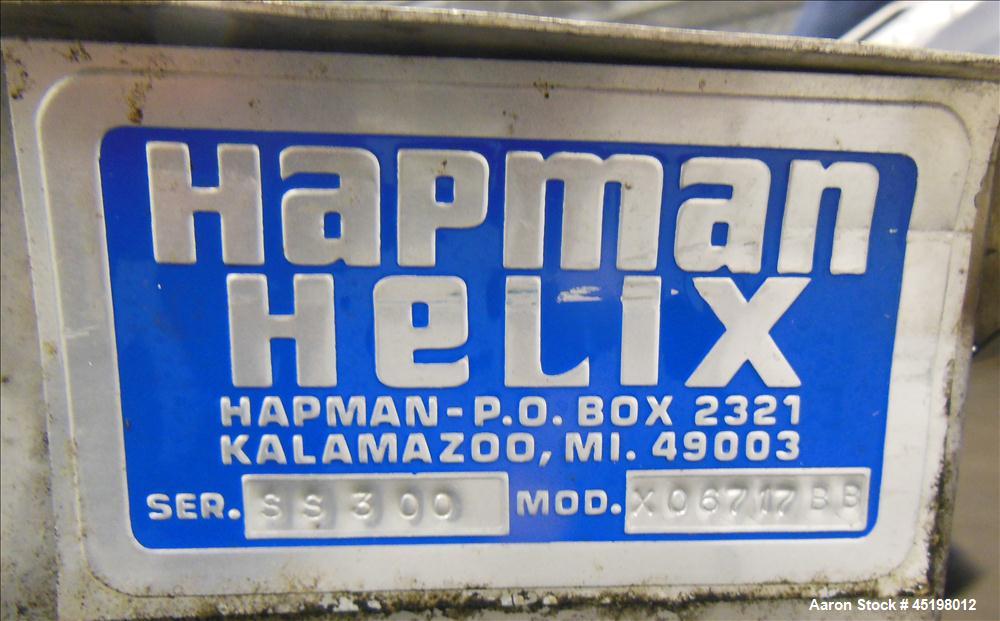 Hapman
Helix
HAPMAN-P.O. BOX 2321
KALAMAZOO, MI. 49003
SER. SS300 MOD. X06717BB
Aaron Stock # 45198012